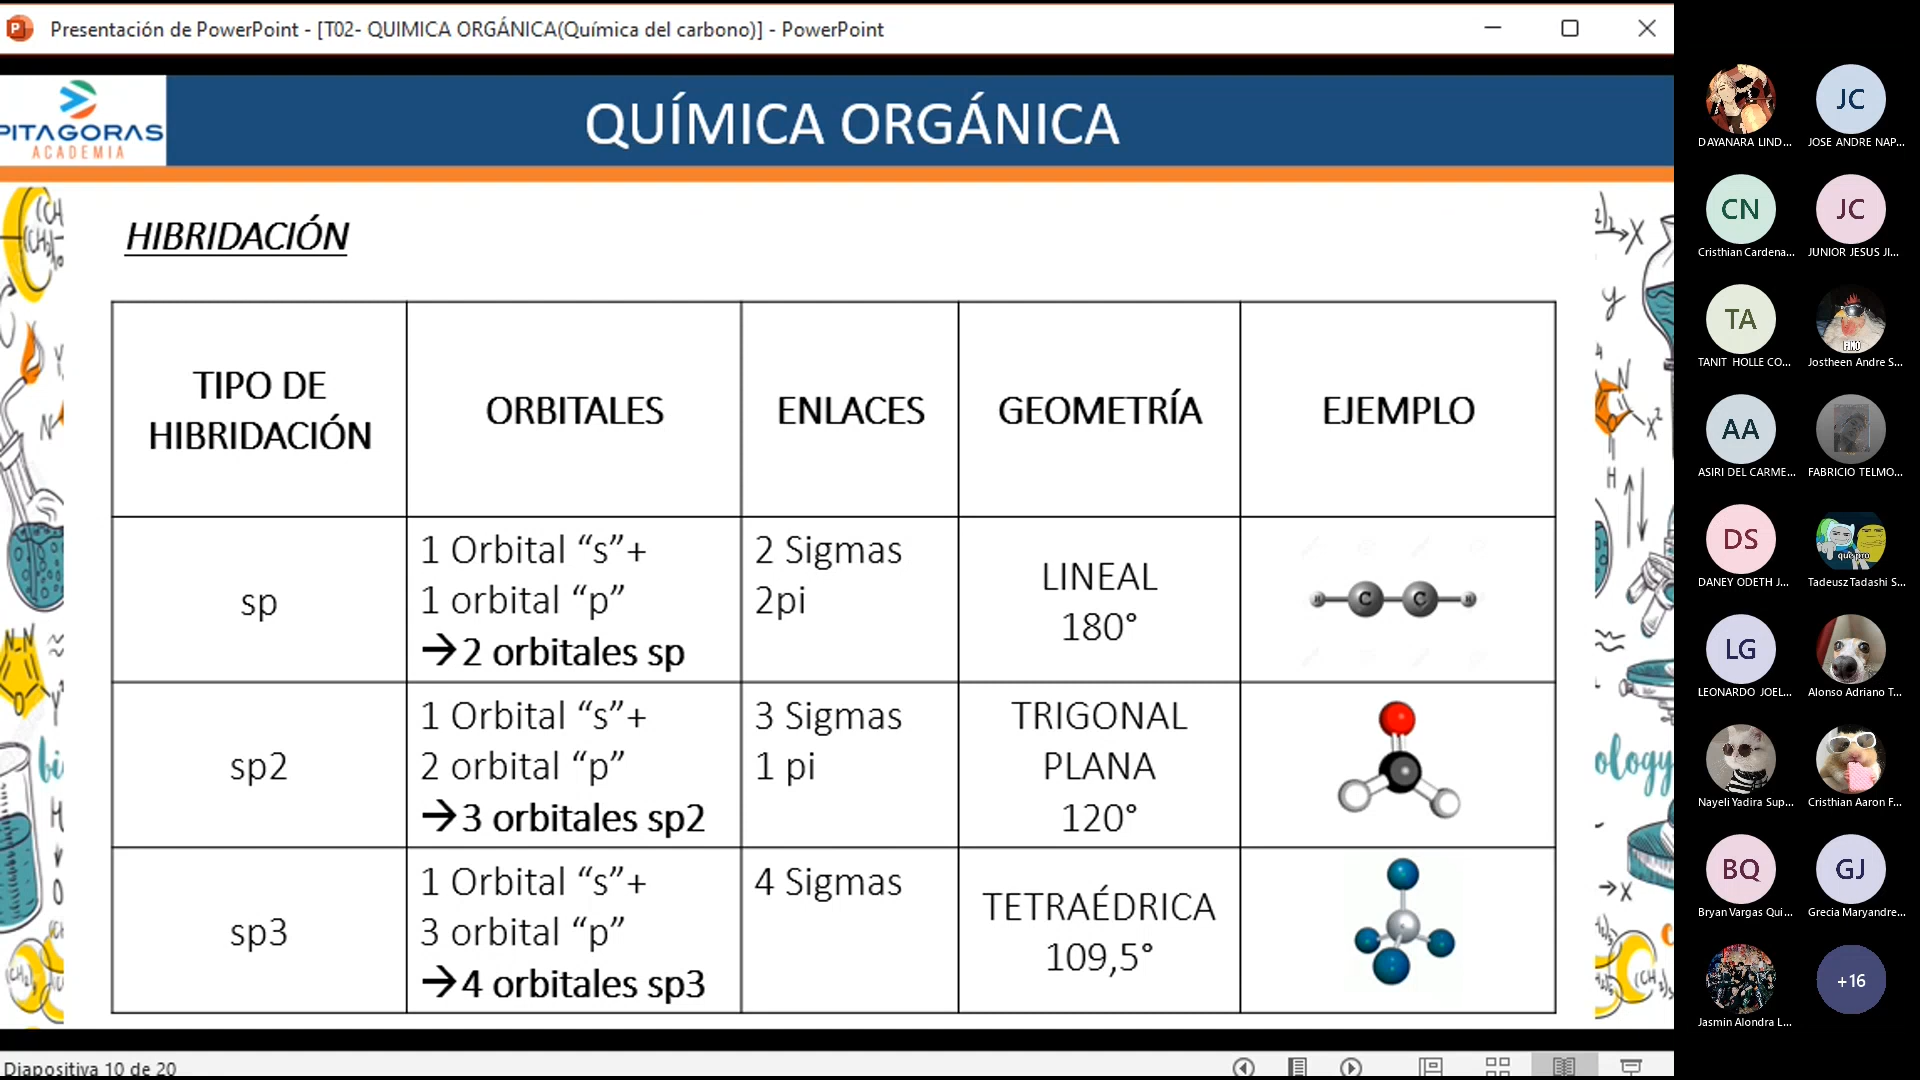 Presentación de PowerPoint - [T02- QUIMICA ORGÁNICA(Química del carbono)] - PowerPoint
PITAGORAS
ACADEMIA
QUÍMICA ORGÁNICA
HIBRIDACIÓN
TIPO DE
HIBRIDACIÓN
ORBITALES
ENLACES
GEOMETRÍA
EJEMPLO
sp
1 Orbital “s”+
1 orbital “p”
→2 orbitales sp
2 Sigmas
2pi
LINEAL
180°
H C C H
sp2
1 Orbital “s”+
2 orbital “p”
→3 orbitales sp2
3 Sigmas
1 pi
TRIGONAL
PLANA
120°
sp3
1 Orbital “s”+
3 orbital “p”
→4 orbitales sp3
4 Sigmas
TETRAÉDRICA
109,5°
Diapositiva 10 de 20
JC
DAYANARA LIND...
JOSE ANDRE NAP...
CN
JC
Cristhian Cardena...
JUNIOR JESUS JI...
TA
TANIT HOLLE CO...
Jostheen Andre S...
AA
ASIRI DEL CARME...
FABRICIO TELMO...
DS
que pro
DANEY ODETH J...
Tadeusz Tadashi S...
LG
LEONARDO JOEL...
Alonso Adriano T...
Nayeli Yadira Sup...
Cristhian Aaron F...
BQ
GJ
Bryan Vargas Qui...
Grecia Maryandre...
+16
Jasmin Alondra L...